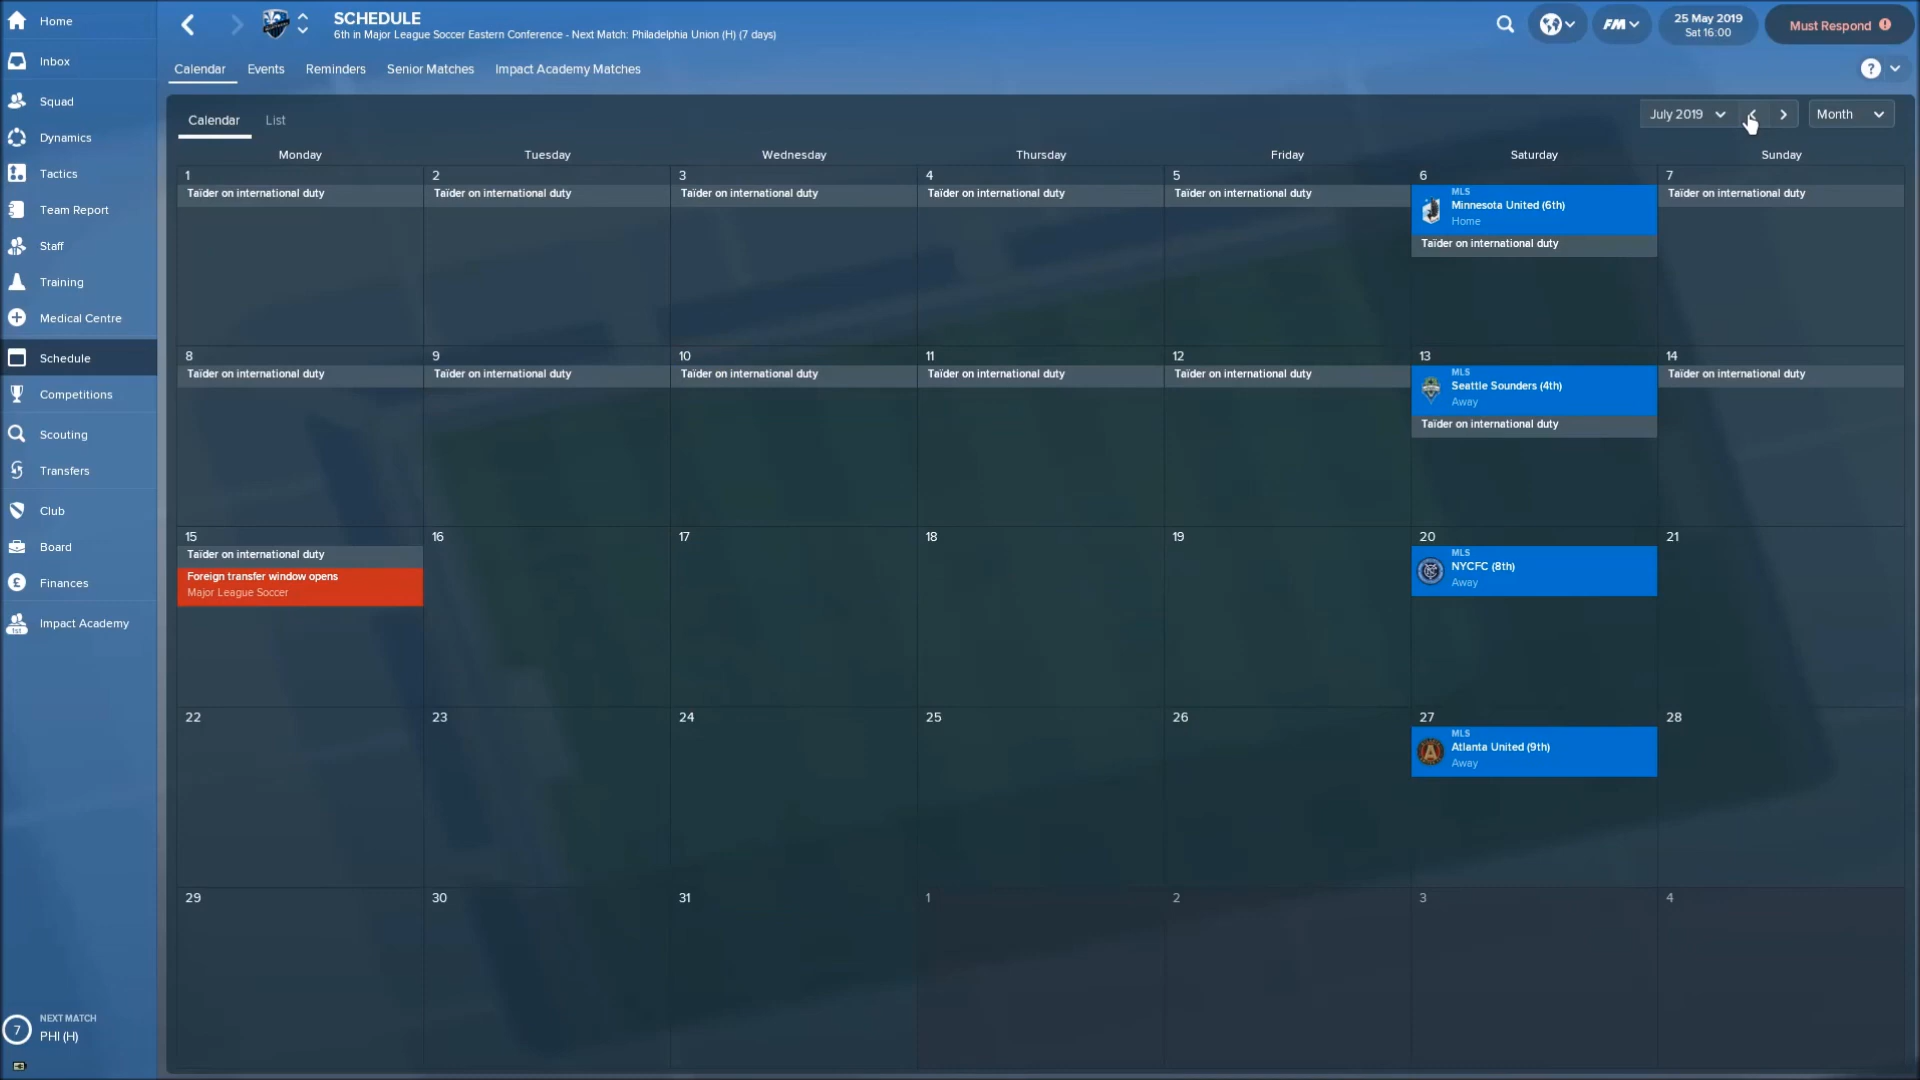 Home
Inbox
Squad
Dynamics
Tactics
Team Report
Staff
Training
Medical Centre
Schedule
Competitions
Scouting
Transfers
Club
Board
Finances
1st
Impact Academy
NEXT MATCH
7
PHI (H)
SCHEDULE
6th in Major League Soccer Eastern Conference - Next Match: Philadelphia Union (H) (7 days)
FM
25 May 2019
Sat 16:00
Must Respond
Calendar Events Reminders Senior Matches Impact Academy Matches
?
Calendar List
July 2019
Month
Monday Tuesday Wednesday Thursday Friday Saturday Sunday
1 2 3 4 5 6 7
Taïder on international duty
Taïder on international duty
Taïder on international duty
Taïder on international duty
Taïder on international duty
MLS
Minnesota United (6th)
Home
Taïder on international duty
Taïder on international duty
8 9 10 11 12 13 14
Taïder on international duty
Taïder on international duty
Taïder on international duty
Taïder on international duty
Taïder on international duty
MLS
Seattle Sounders (4th)
Away
Taïder on international duty
Taïder on international duty
15 16 17 18 19 20 21
Taïder on international duty
Foreign transfer window opens
Major League Soccer
MLS
NYCFC (8th)
Away
22 23 24 25 26 27 28
MLS
Atlanta United (9th)
Away
29 30 31 1 2 3 4